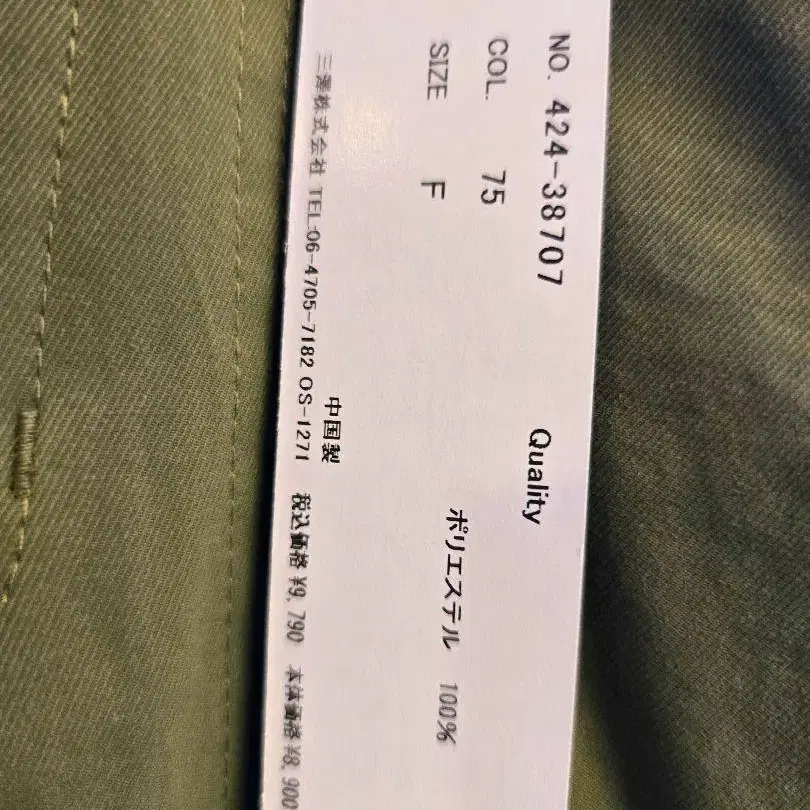 NO. 424-38707
COL. 75
SIZE F
Quality
ポリエステル 100%
中国製
三澤株式会社 TEL:06-4705-7182 OS-1271 税込価格 ¥9,790 本体価格 ¥8,900